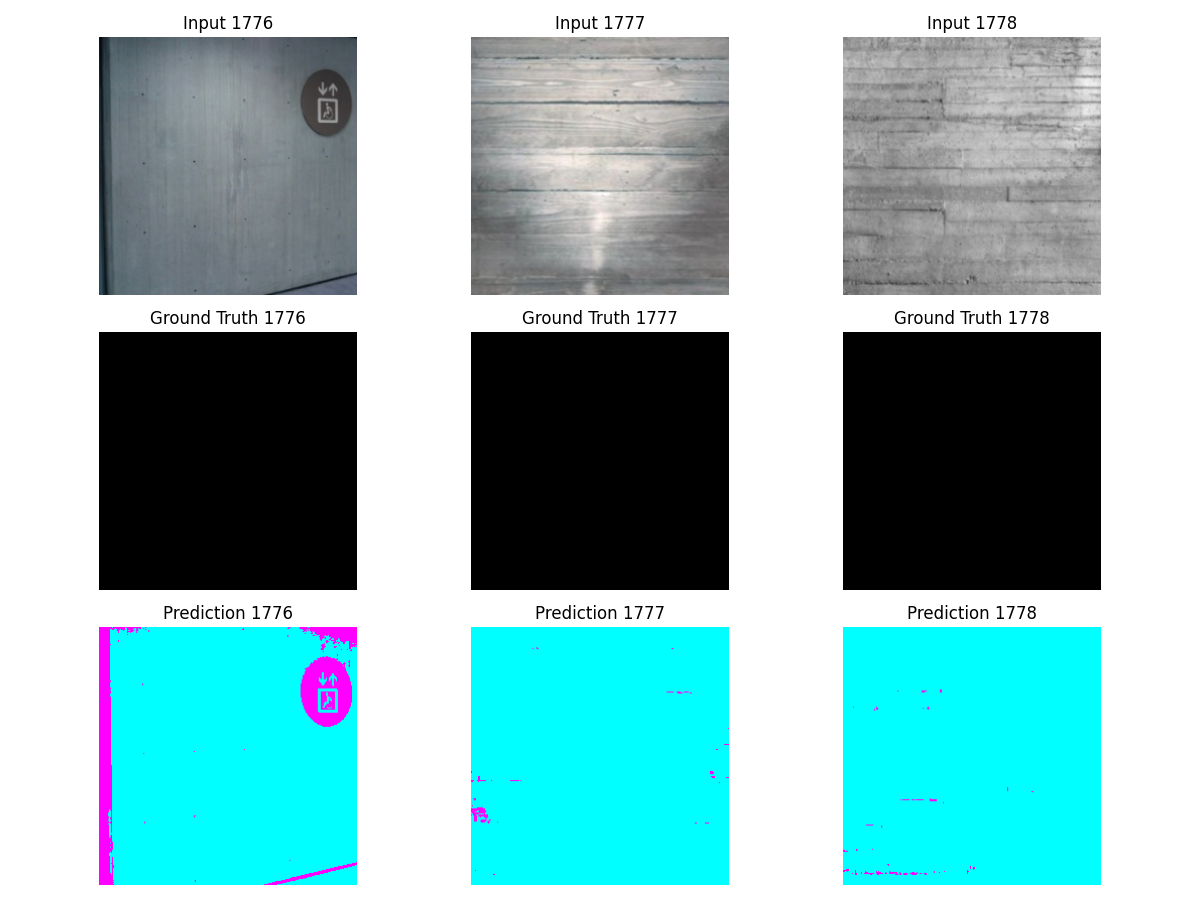 Input 1776
Input 1777
Input 1778
Ground Truth 1776
Ground Truth 1777
Ground Truth 1778
Prediction 1776
Prediction 1777
Prediction 1778